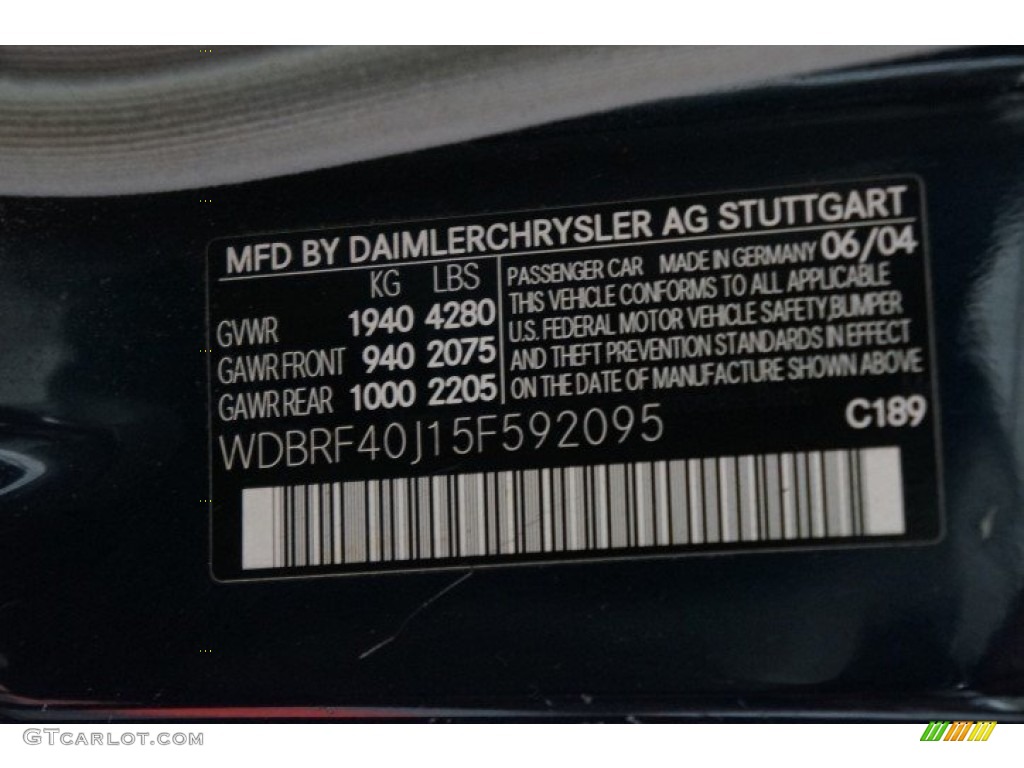 MFD BY DAIMLERCHRYSLER AG STUTTGART
KG LBS
GVWR 1940 4280
GAWR FRONT 940 2075
GAWR REAR 1000 2205
PASSENGER CAR MADE IN GERMANY 06/04
THIS VEHICLE CONFORMS TO ALL APPLICABLE
U.S. FEDERAL MOTOR VEHICLE SAFETY,BUMPER
AND THEFT PREVENTION STANDARDS IN EFFECT
ON THE DATE OF MANUFACTURE SHOWN ABOVE
WDBRF40J15F592095
C189
GTCARLOT.COM